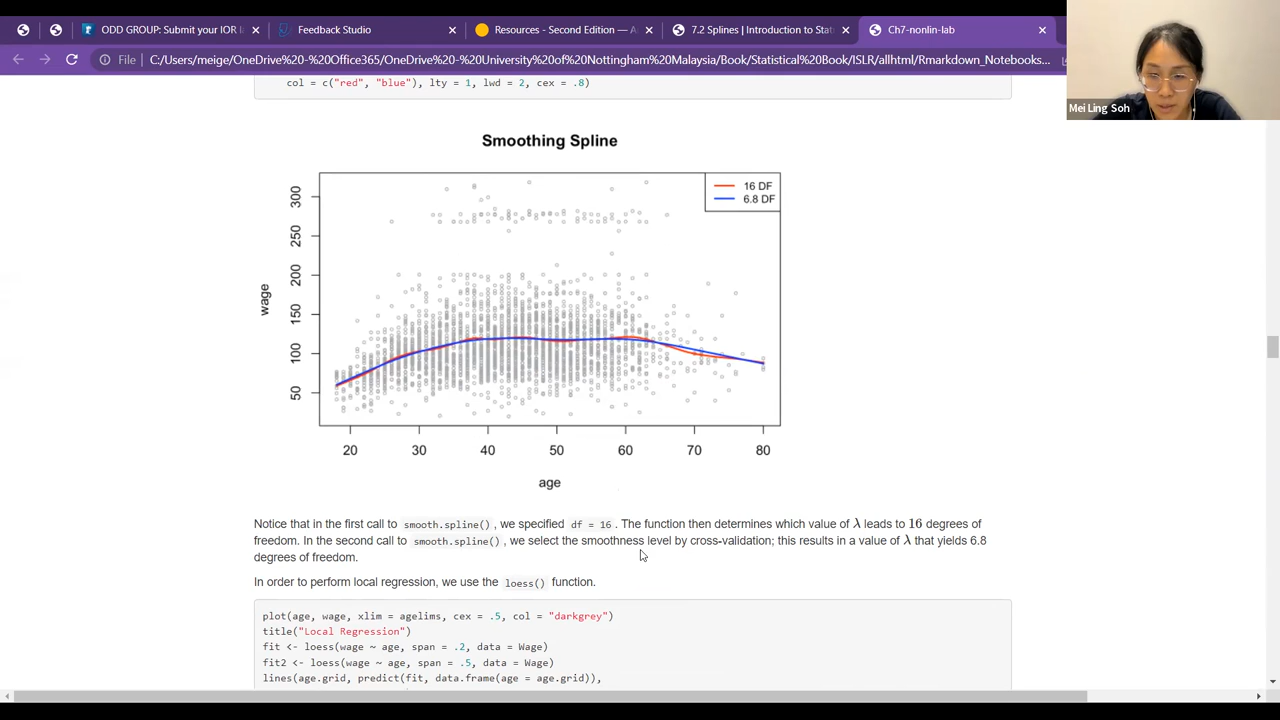 ODD GROUP: Submit your IOR
Feedback Studio
Resources - Second Edition —
7.2 Splines | Introduction to Stat
Ch7-nonlin-lab
File
C:/Users/meige/OneDrive%20-%20Office365/OneDrive%20-%20University%20of%20Nottingham%20Malaysia/Book/Statistical%20Book/ISLR/allhtml/Rmarkdown_Notebooks...
Mei Ling Soh
col = c("red", "blue"), lty = 1, lwd = 2, cex = .8)
Smoothing Spline
16 DF
6.8 DF
300
250
200
150
100
50
wage
20 30 40 50 60 70 80
age
Notice that in the first call to smooth.spline(), we specified df = 16. The function then determines which value of λ leads to 16 degrees of
freedom. In the second call to smooth.spline(), we select the smoothness level by cross-validation; this results in a value of λ that yields 6.8
degrees of freedom.
In order to perform local regression, we use the loess() function.
plot(age, wage, xlim = agelims, cex = .5, col = "darkgrey")
title("Local Regression")
fit <- loess(wage ~ age, span = .2, data = Wage)
fit2 <- loess(wage ~ age, span = .5, data = Wage)
lines(age.grid, predict(fit, data.frame(age = age.grid)),